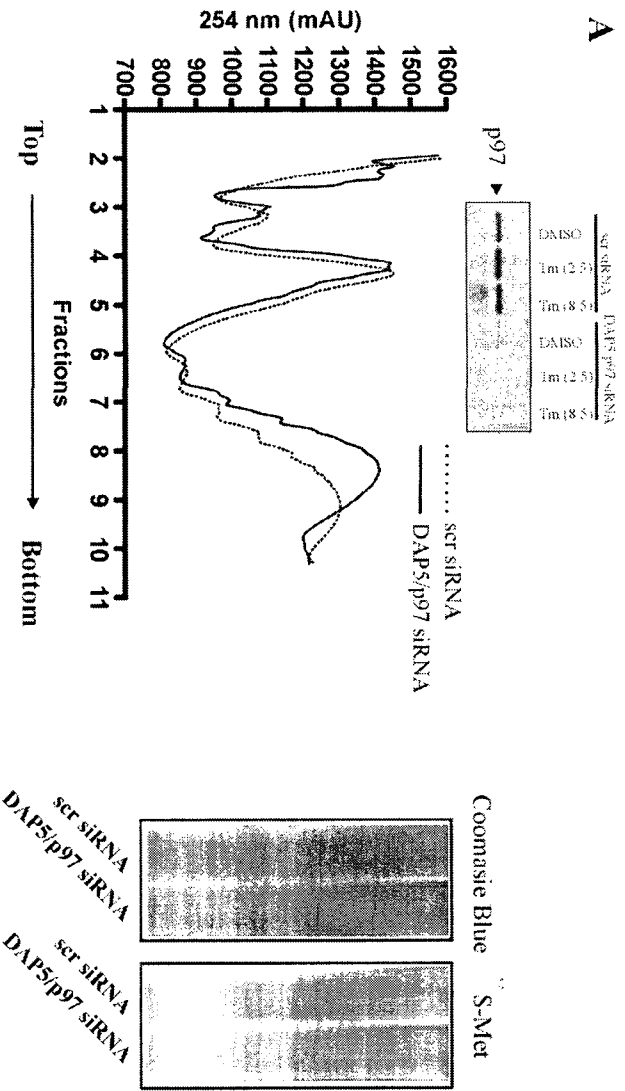 A
scr siRNA
DAP5/p97 siRNA
DMSO
Tm (2.5)
Tm (8.5)
DMSO
Tm (2.5)
Tm (8.5)
p97
scr siRNA
DAP5/p97 siRNA
254 nm (mAU)
1600
1500
1400
1300
1200
1100
1000
900
800
700
1 2 3 4 5 6 7 8 9 10 11
Fractions
Top
Bottom
Coomasie Blue
S-Met
scr siRNA
DAP5/p97 siRNA
scr siRNA
DAP5/p97 siRNA